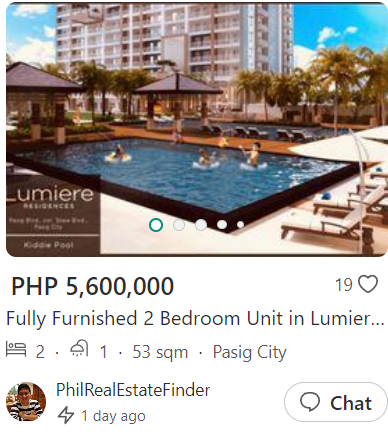 Lumiere
RESIDENCES
Pasig Blvd., cor. Shaw Blvd.,
Pasig City
Kiddie Pool
PHP 5,600,000
19
Fully Furnished 2 Bedroom Unit in Lumier...
2 · 1 · 53 sqm · Pasig City
PhilRealEstateFinder
1 day ago
Chat